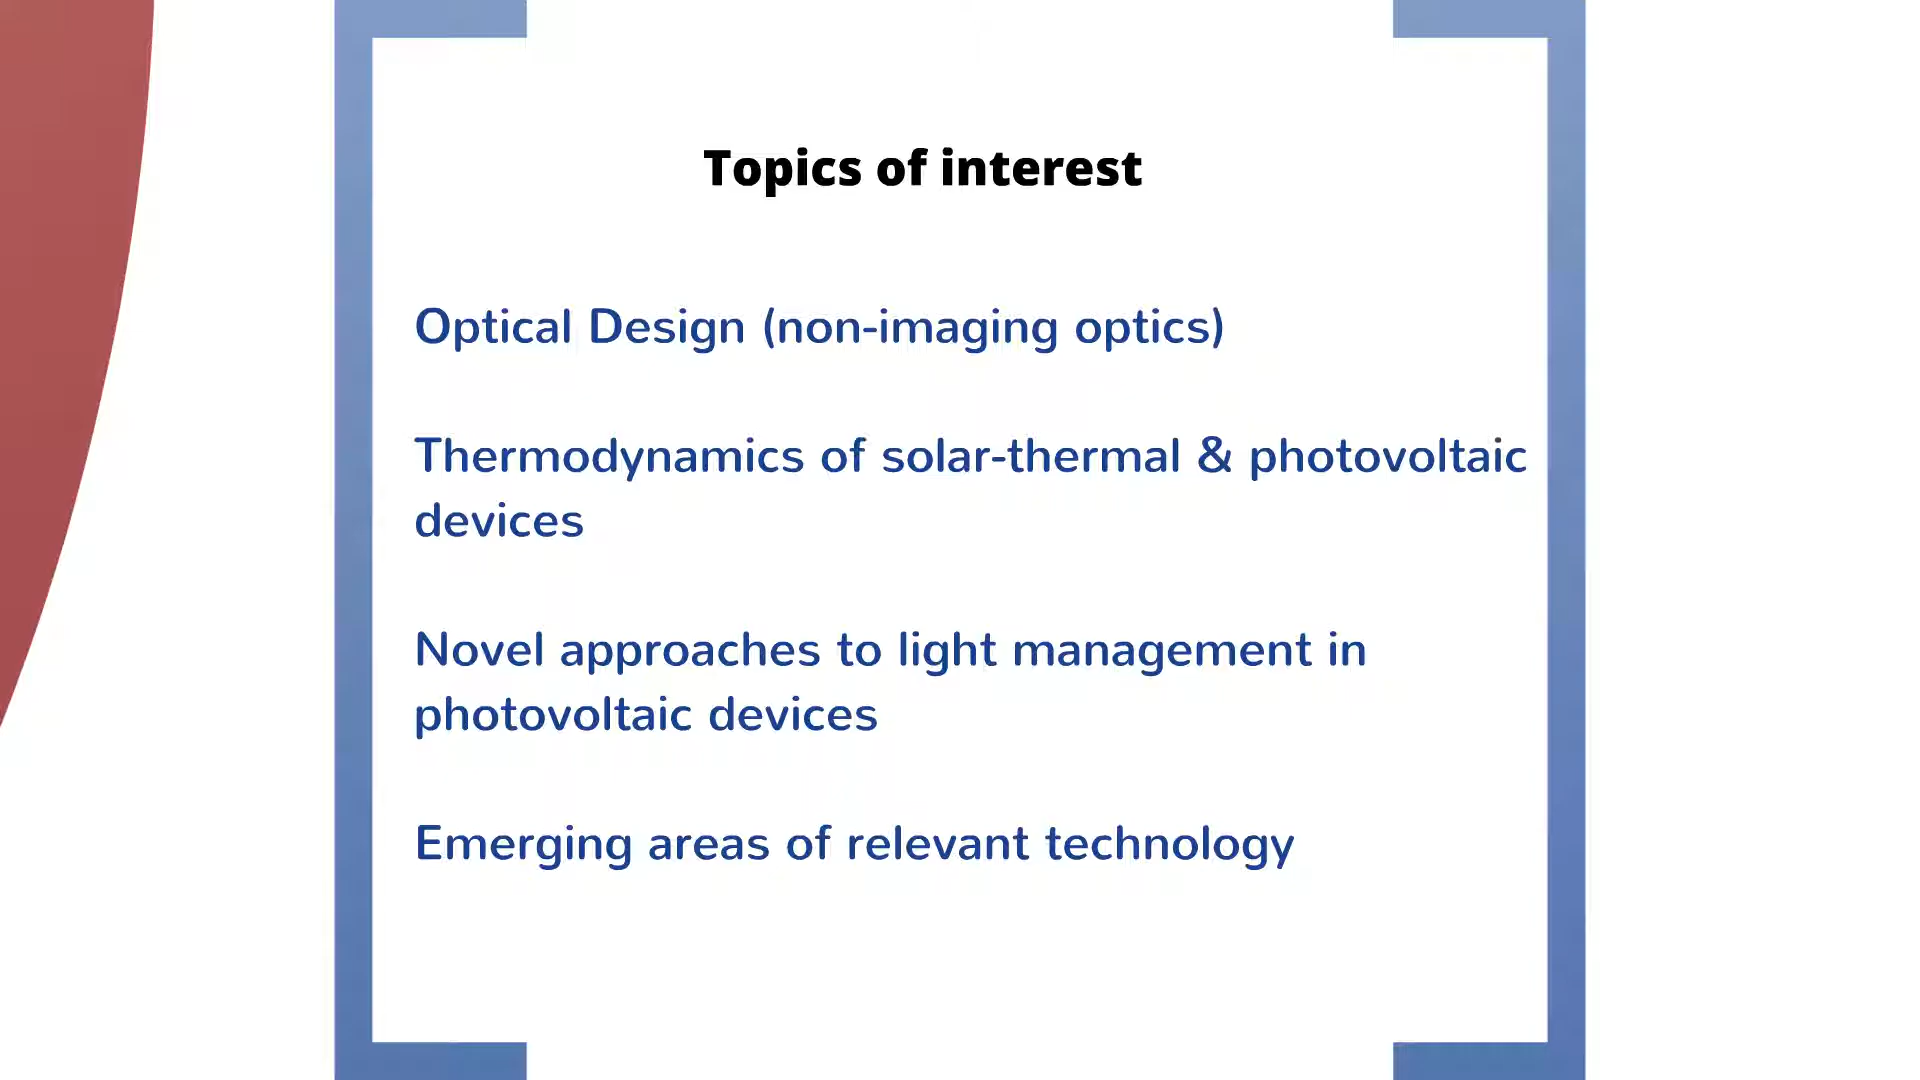 Topics of interest
Optical Design (non-imaging optics)
Thermodynamics of solar-thermal & photovoltaic
devices
Novel approaches to light management in
photovoltaic devices
Emerging areas of relevant technology